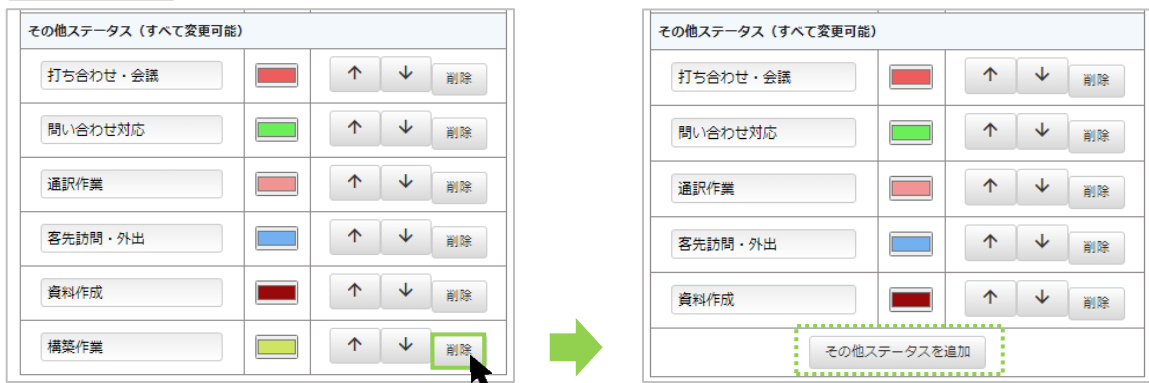 その他ステータス（すべて変更可能）
打ち合わせ・会議 ↑ ↓ 削除
問い合わせ対応 ↑ ↓ 削除
通訳作業 ↑ ↓ 削除
客先訪問・外出 ↑ ↓ 削除
資料作成 ↑ ↓ 削除
構築作業 ↑ ↓ 削除
その他ステータス（すべて変更可能）
打ち合わせ・会議 ↑ ↓ 削除
問い合わせ対応 ↑ ↓ 削除
通訳作業 ↑ ↓ 削除
客先訪問・外出 ↑ ↓ 削除
資料作成 ↑ ↓ 削除
その他ステータスを追加